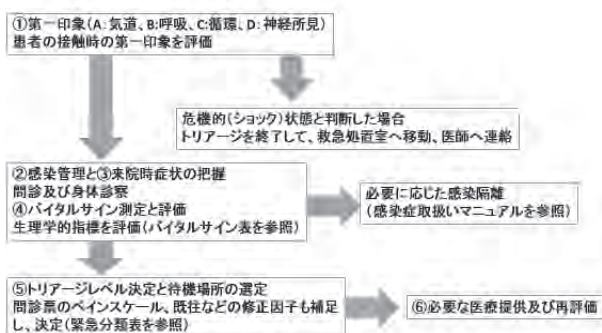 ①第一印象(A:気道、B:呼吸、C:循環、D:神経所見)
患者の接触時の第一印象を評価
危機的(ショック)状態と判断した場合
トリアージを終了して、救急処置室へ移動、医師へ連絡
②感染管理と③来院時症状の把握
問診及び身体診察
④バイタルサイン測定と評価
生理学的指標を評価(バイタルサイン表を参照)
必要に応じた感染隔離
(感染症取扱いマニュアルを参照)
⑤トリアージレベル決定と待機場所の選定
問診票のペインスケール、既往などの修正因子も補足
し、決定(緊急分類表を参照)
⑥必要な医療提供及び再評価